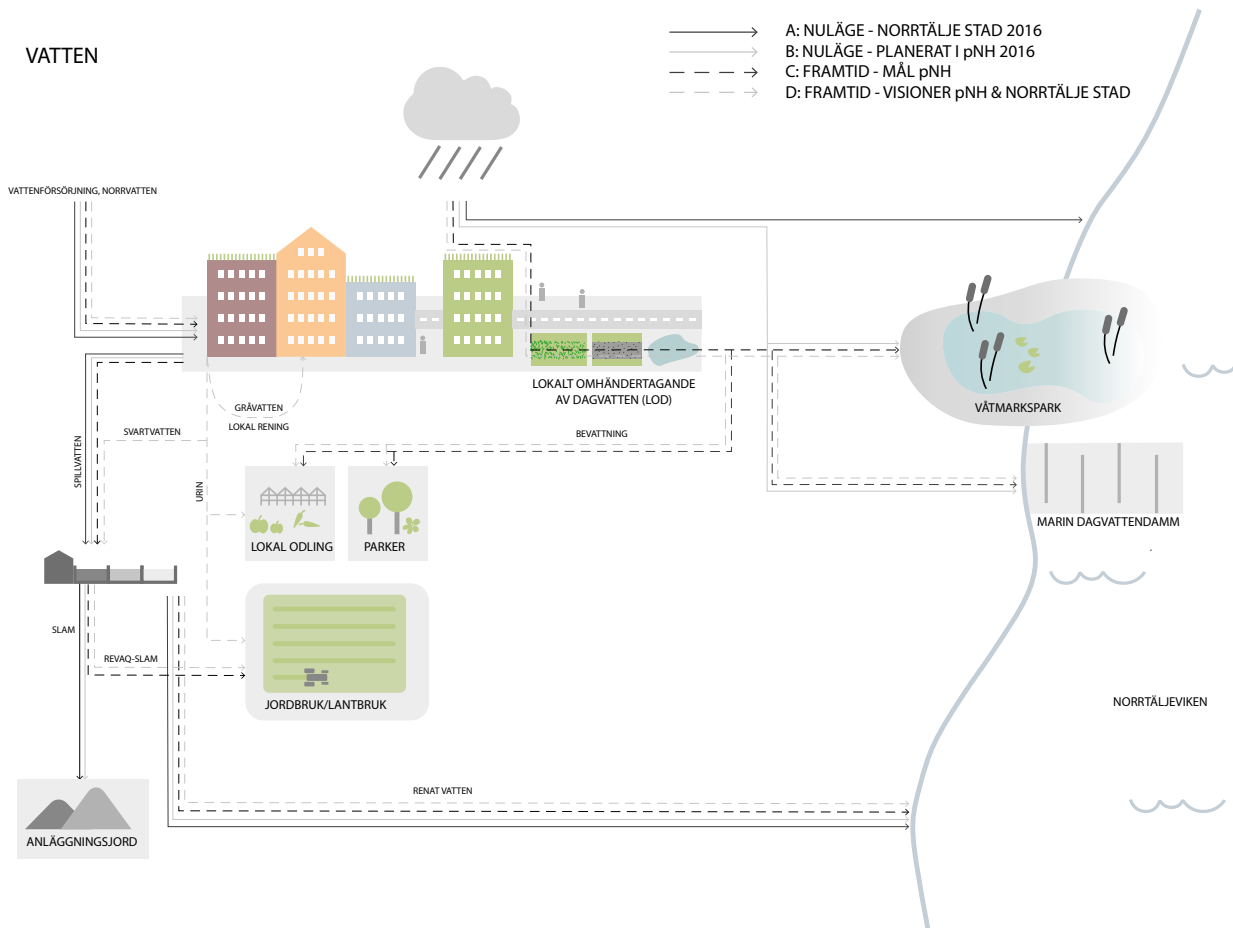 VATTEN
A: NULÄGE - NORRTÄLJE STAD 2016
B: NULÄGE - PLANERAT I pNH 2016
C: FRAMTID - MÅL pNH
D: FRAMTID - VISIONER pNH & NORRTÄLJE STAD
VATTENFÖRSÖRJNING, NORRVATTEN
LOKALT OMHÄNDERTAGANDE
AV DAGVATTEN (LOD)
VÅTMARKSPARK
GRÅVATTEN
LOKAL RENING
SVARTVATTEN
BEVATTNING
SPILLVATTEN
URIN
LOKAL ODLING
PARKER
MARIN DAGVATTENDAMM
SLAM
REVAQ-SLAM
JORDBRUK/LANTBRUK
NORRTÄLJEVIKEN
RENAT VATTEN
ANLÄGGNINGSJORD